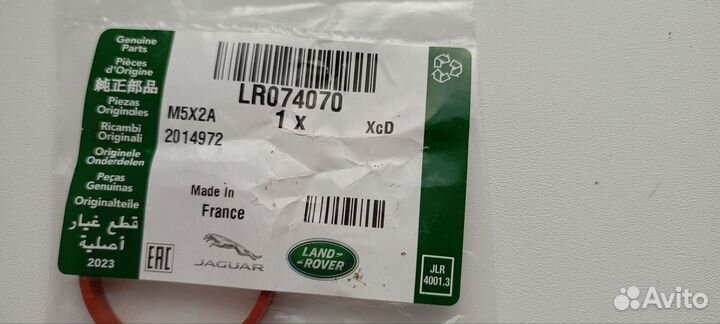 Genuine
Parts
Pièces
d'Origine
純正部品
Piezas
Originales
Ricambi
Originali
Originele
Onderdelen
Peças
Genuinas
Originalteile
قطع غيار
أصلية
2023
LR074070
1 x
XcD
M5X2A
2014972
Made In
France
EAC
JAGUAR
LAND-
-ROVER
JLR
4001.3
Avito